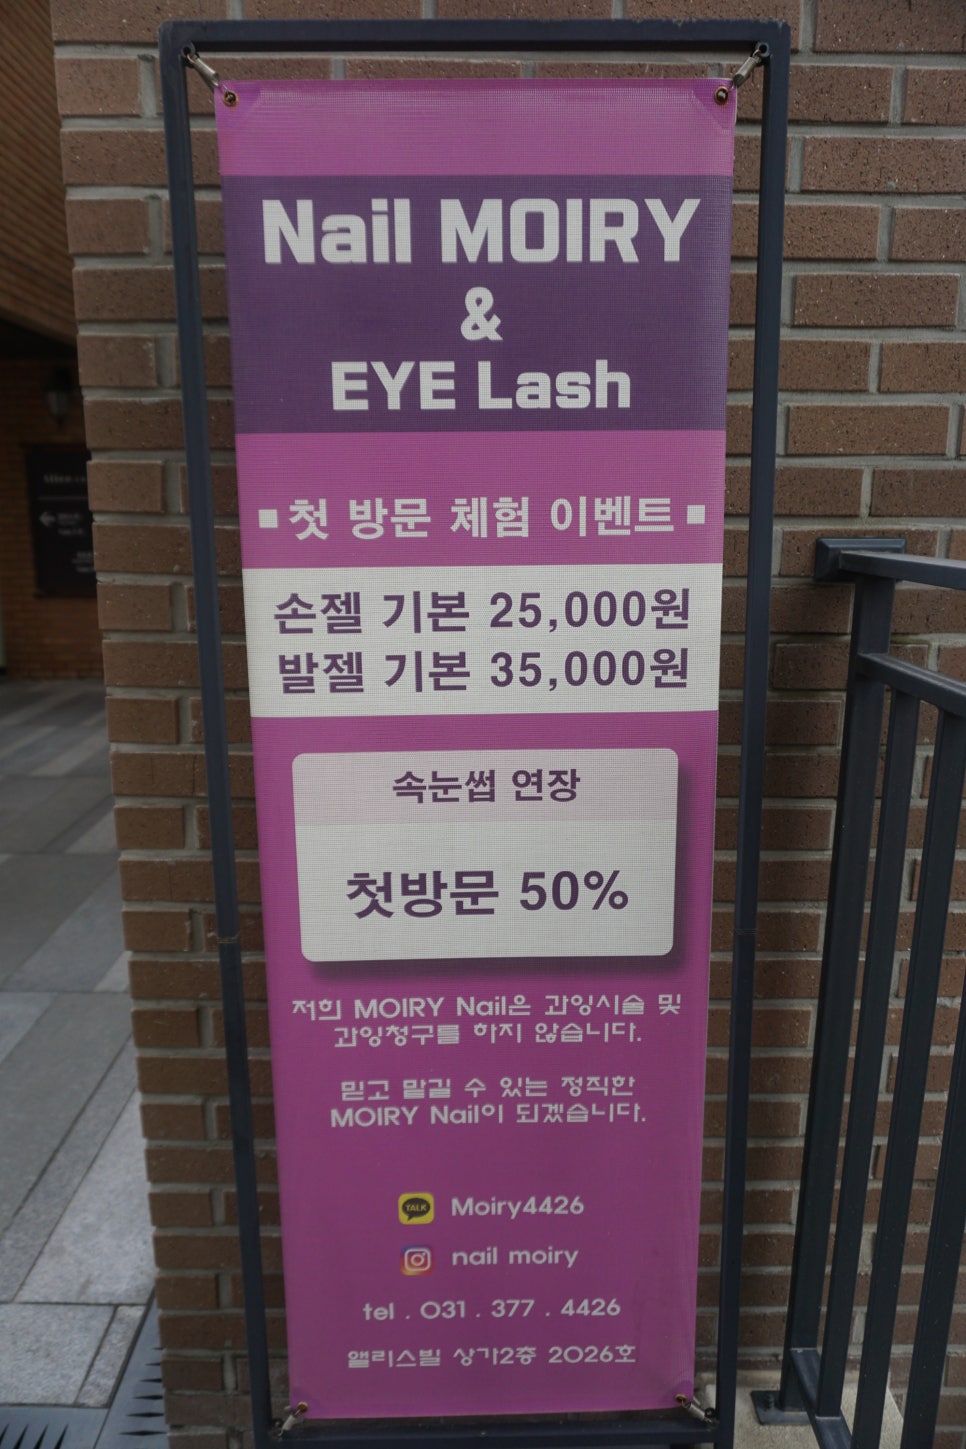 Nail MOIRY
&
EYE Lash
▪첫 방문 체험 이벤트▪
손젤 기본 25,000원
발젤 기본 35,000원
속눈썹 연장
첫방문 50%
저희 MOIRY Nail은 과잉시술 및
과잉청구를 하지 않습니다.
믿고 맡길 수 있는 정직한
MOIRY Nail이 되겠습니다.
TALK Moiry4426
nail moiry
tel . 031 . 377 . 4426
앨리스빌 상가2층 2026호